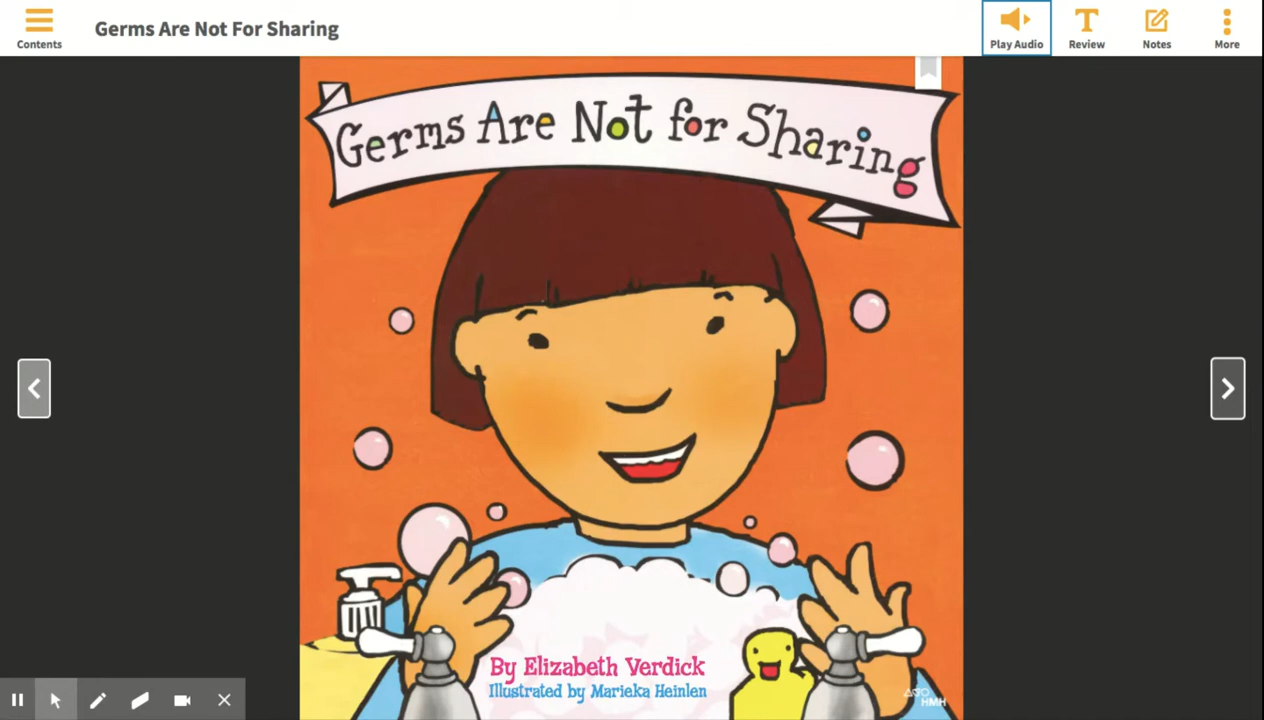 Contents
Germs Are Not For Sharing
Play Audio
Review
Notes
More
Germs Are Not for Sharing
By Elizabeth Verdick
Illustrated by Marieka Heinlen
HMH